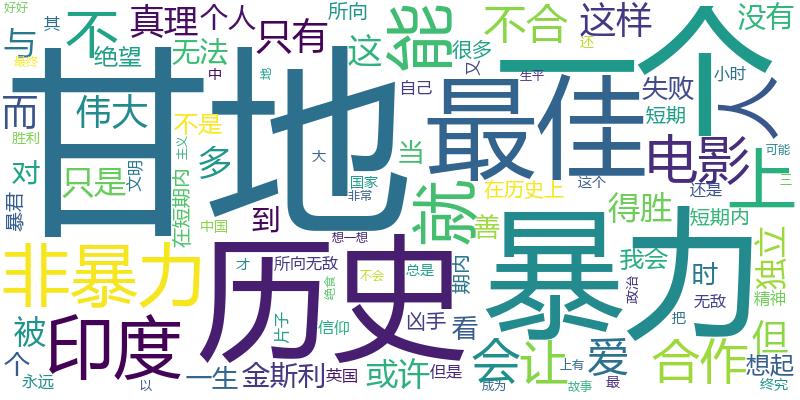 好好
其
真理
个人
所向
不合
这样
没有
与
不
只有
这
能
一个
还
最终
绝望
无法
很多
又
而
甘地
中
自己
生平
小时
伟大
最佳
失败
人
胜利
不是
短期
对
多
当
电影
可能
主义
大
只是
文明
国家
非常
这个
还是
上
三
暴君
在短期内
就
在历史上
得胜
短期内
中国
到
善
想一想
暴力
独立
非暴力
历史
才
所向无敌
不会
总是
期内
我会
时
政治
无敌
精神
绝食
把
印度
被
片子
信仰
凶手
看
但
会
让
爱
合作
个
永远
以
一生
金斯利
英国
或许
但是
成为
上有
故事
最
想起
终究